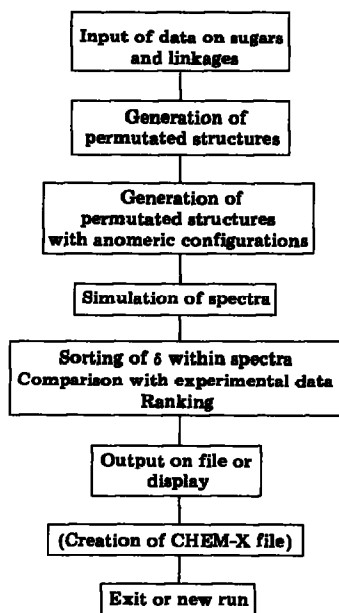 Input of data on sugars
and linkages
Generation of
permutated structures
Generation of
permutated structures
with anomeric configurations
Simulation of spectra
Sorting of δ within spectra
Comparison with experimental data
Ranking
Output on file or
display
(Creation of CHEM-X file)
Exit or new run